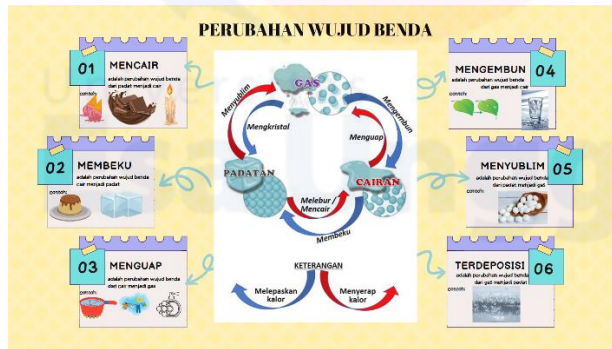 PERUBAHAN WUJUD BENDA
01 MENCAIR
adalah perubahan wujud benda
dari padat menjadi cair
contoh:
02 MEMBEKU
adalah perubahan wujud benda
cair menjadi padat
contoh:
03 MENGUAP
adalah perubahan wujud benda
dari cair menjadi gas
contoh:
GAS
Menyublim
Mengkristal
Mengembun
Menguap
PADATAN
CAIRAN
Melebur /
Mencair
Membeku
KETERANGAN
Melepaskan
kalor
Menyerap
kalor
MENGEMBUN 04
adalah perubahan wujud benda
dari gas menjadi cair
contoh:
MENYUBLIM 05
adalah perubahan wujud benda
dari padat menjadi gas
contoh:
TERDEPOSISI 06
adalah perubahan wujud benda
dari gas menjadi padat
contoh: